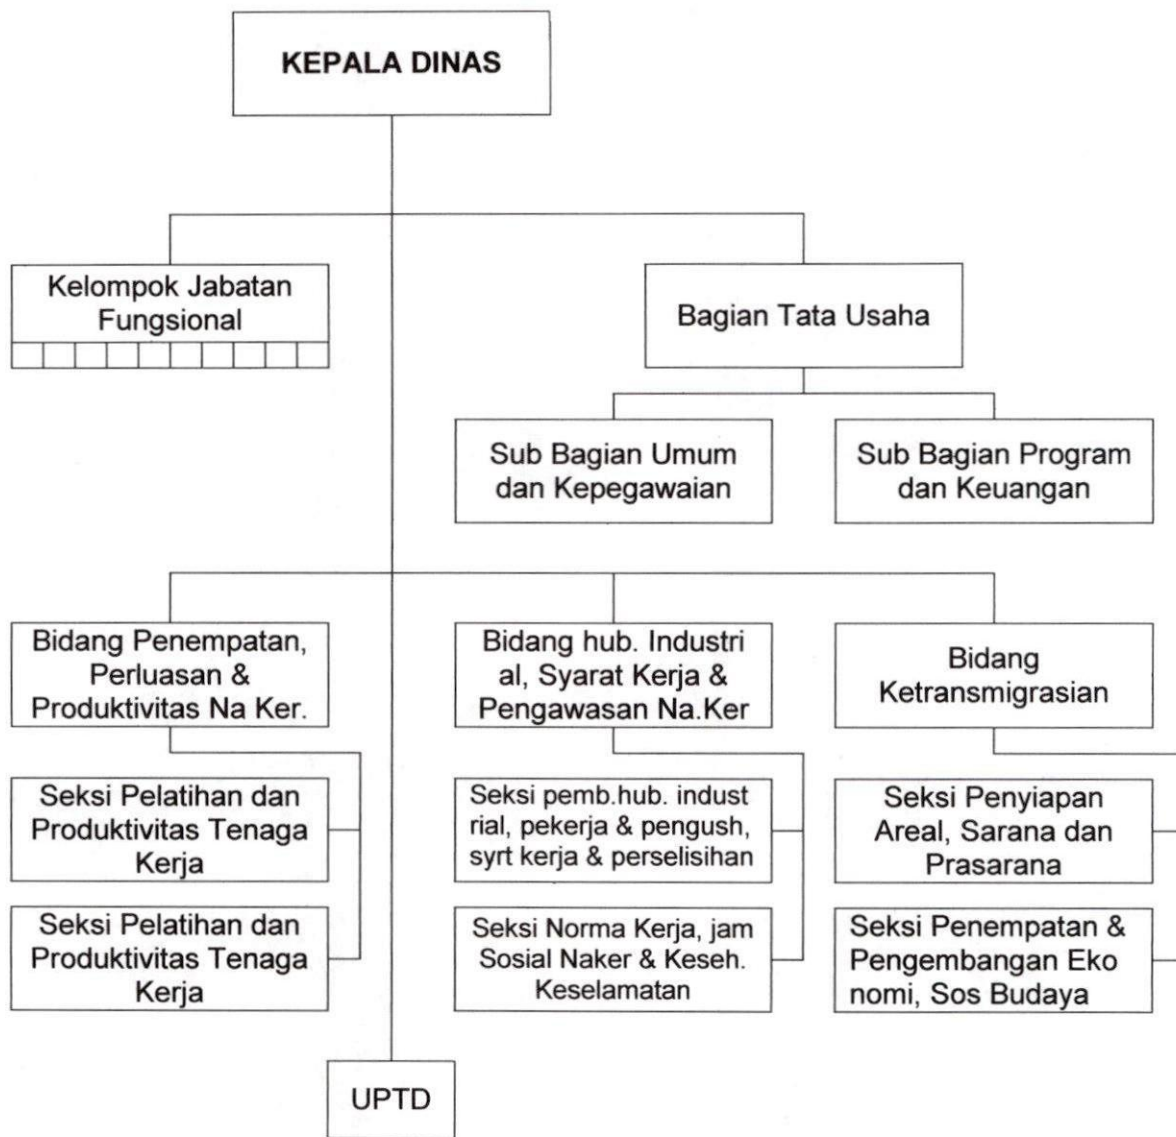 KEPALA DINAS
Kelompok Jabatan
Fungsional
Bagian Tata Usaha
Sub Bagian Umum
dan Kepegawaian
Sub Bagian Program
dan Keuangan
Bidang Penempatan,
Perluasan &
Produktivitas Na Ker.
Bidang hub. Industri
al, Syarat Kerja &
Pengawasan Na.Ker
Bidang
Ketransmigrasian
Seksi Pelatihan dan
Produktivitas Tenaga
Kerja
Seksi pemb.hub. indust
rial, pekerja & pengush,
syrt kerja & perselisihan
Seksi Penyiapan
Areal, Sarana dan
Prasarana
Seksi Pelatihan dan
Produktivitas Tenaga
Kerja
Seksi Norma Kerja, jam
Sosial Naker & Keseh.
Keselamatan
Seksi Penempatan &
Pengembangan Eko
nomi, Sos Budaya
UPTD